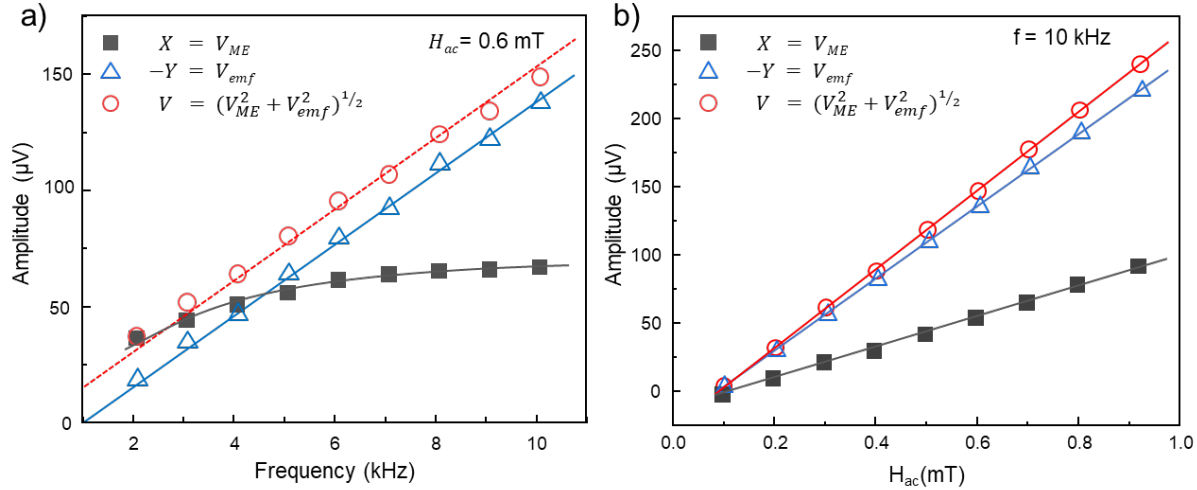 a)
H_ac = 0.6 mT
X = V_ME
−Y = V_emf
V = (V²_ME + V²_emf)^1/2
150
100
50
0
Amplitude (µV)
2 4 6 8 10
Frequency (kHz)
b)
f = 10 kHz
X = V_ME
−Y = V_emf
V = (V²_ME + V²_emf)^1/2
250
200
150
100
50
0
Amplitude (µV)
0.0 0.2 0.4 0.6 0.8 1.0
H_ac(mT)